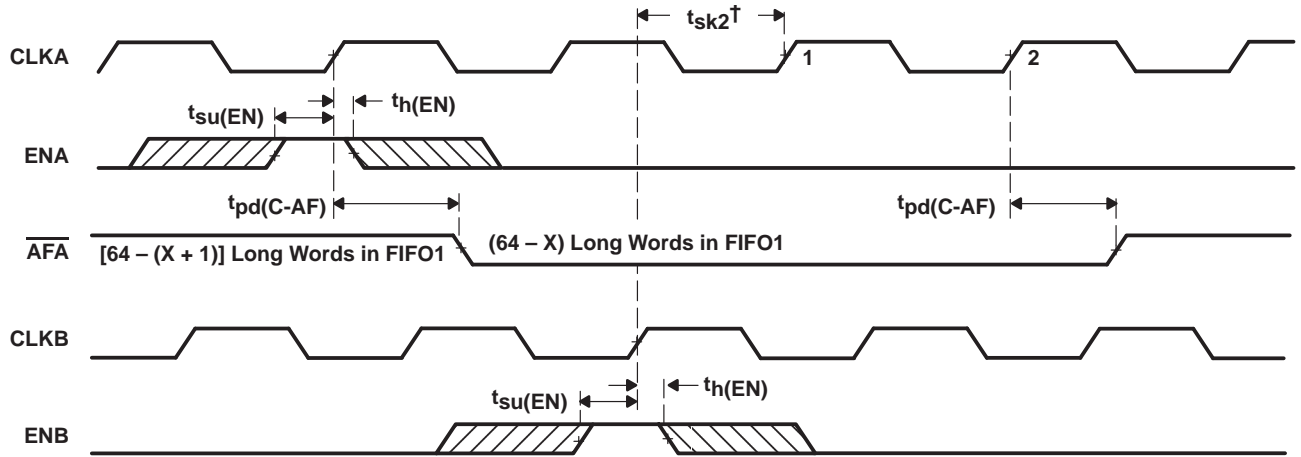 tsk2†
CLKA
1
2
tsu(EN)
th(EN)
ENA
tpd(C-AF)
tpd(C-AF)
AFA
[64 – (X + 1)] Long Words in FIFO1
(64 – X) Long Words in FIFO1
CLKB
tsu(EN)
th(EN)
ENB